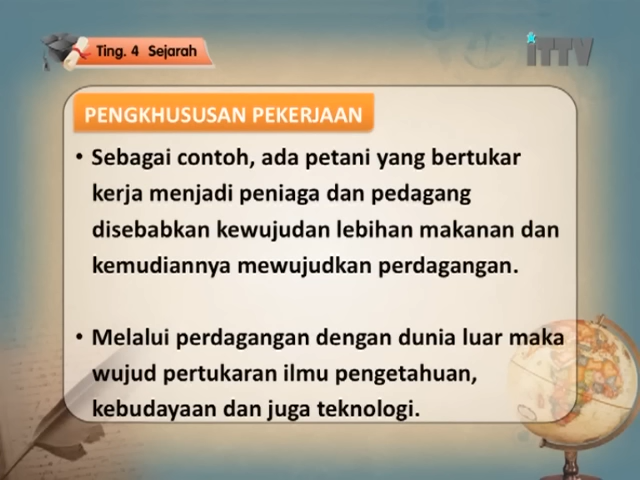 Ting. 4 Sejarah
iTTV
PENGKHUSUSAN PEKERJAAN
• Sebagai contoh, ada petani yang bertukar
kerja menjadi peniaga dan pedagang
disebabkan kewujudan lebihan makanan dan
kemudiannya mewujudkan perdagangan.
• Melalui perdagangan dengan dunia luar maka
wujud pertukaran ilmu pengetahuan,
kebudayaan dan juga teknologi.